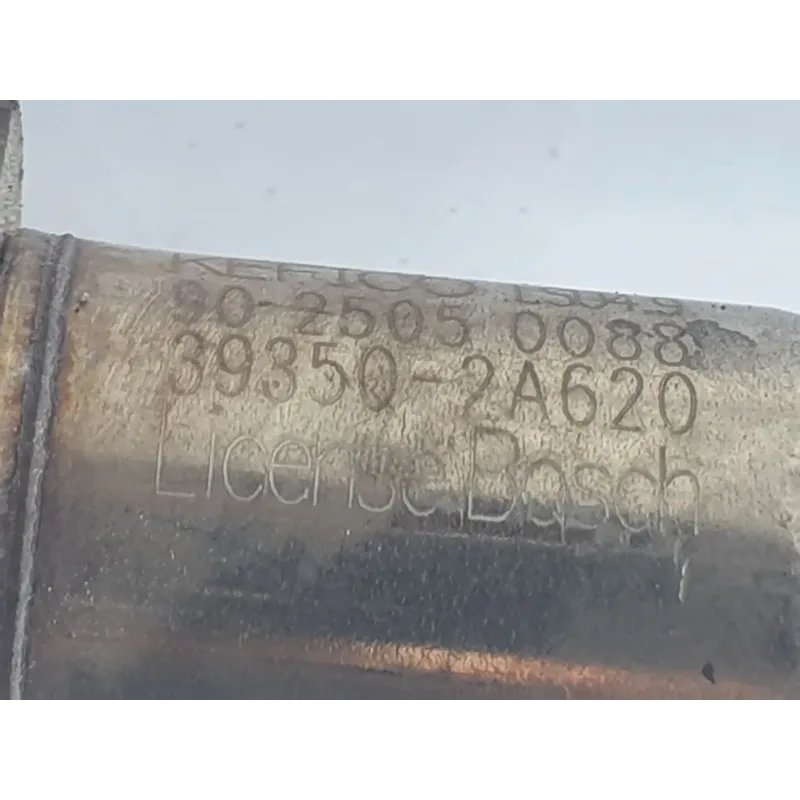 KEFICO LSU4.9
90-2505 0088
39350-2A620
License Bosch